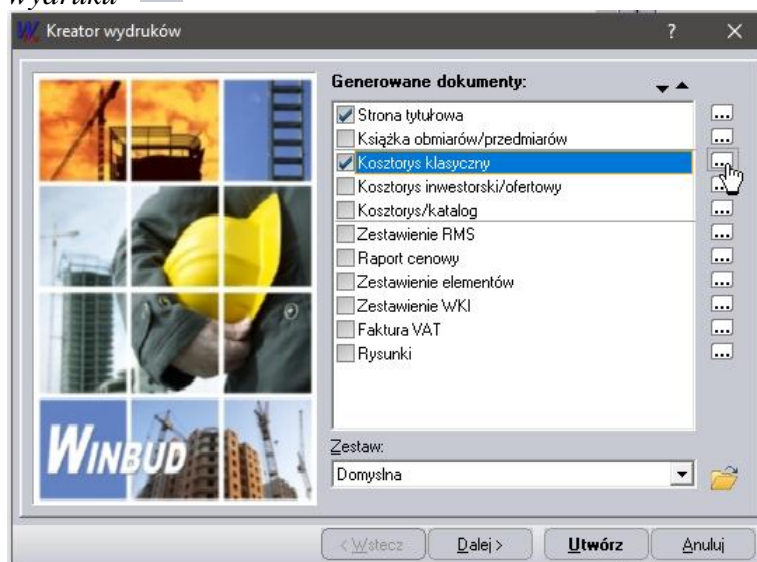 wydruku
Kreator wydruków
?
Generowane dokumenty:
Strona tytułowa
...
Książka obmiarów/przedmiarów
...
Kosztorys klasyczny
...
Kosztorys inwestorski/ofertowy
...
Kosztorys/katalog
...
Zestawienie RMS
...
Raport cenowy
...
Zestawienie elementów
...
Zestawienie WKI
...
Faktura VAT
...
Rysunki
...
WINBUD
Zestaw:
Domyslna
< Wstecz Dalej > Utwórz Anuluj